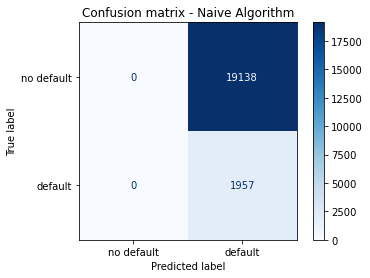 Confusion matrix - Naive Algorithm
no default
0
19138
default
0
1957
no default
default
True label
Predicted label
17500
15000
12500
10000
7500
5000
2500
0